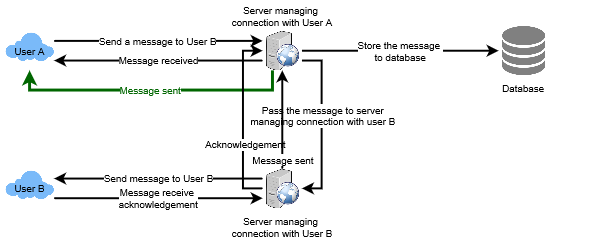 Server managing
connection with User A
User A
Send a message to User B
Message received
Message sent
Store the message
to database
Database
Pass the message to server
managing connection with user B
Acknowledgement
Message sent
User B
Send message to User B
Message receive
acknowledgement
Server managing
connection with User B